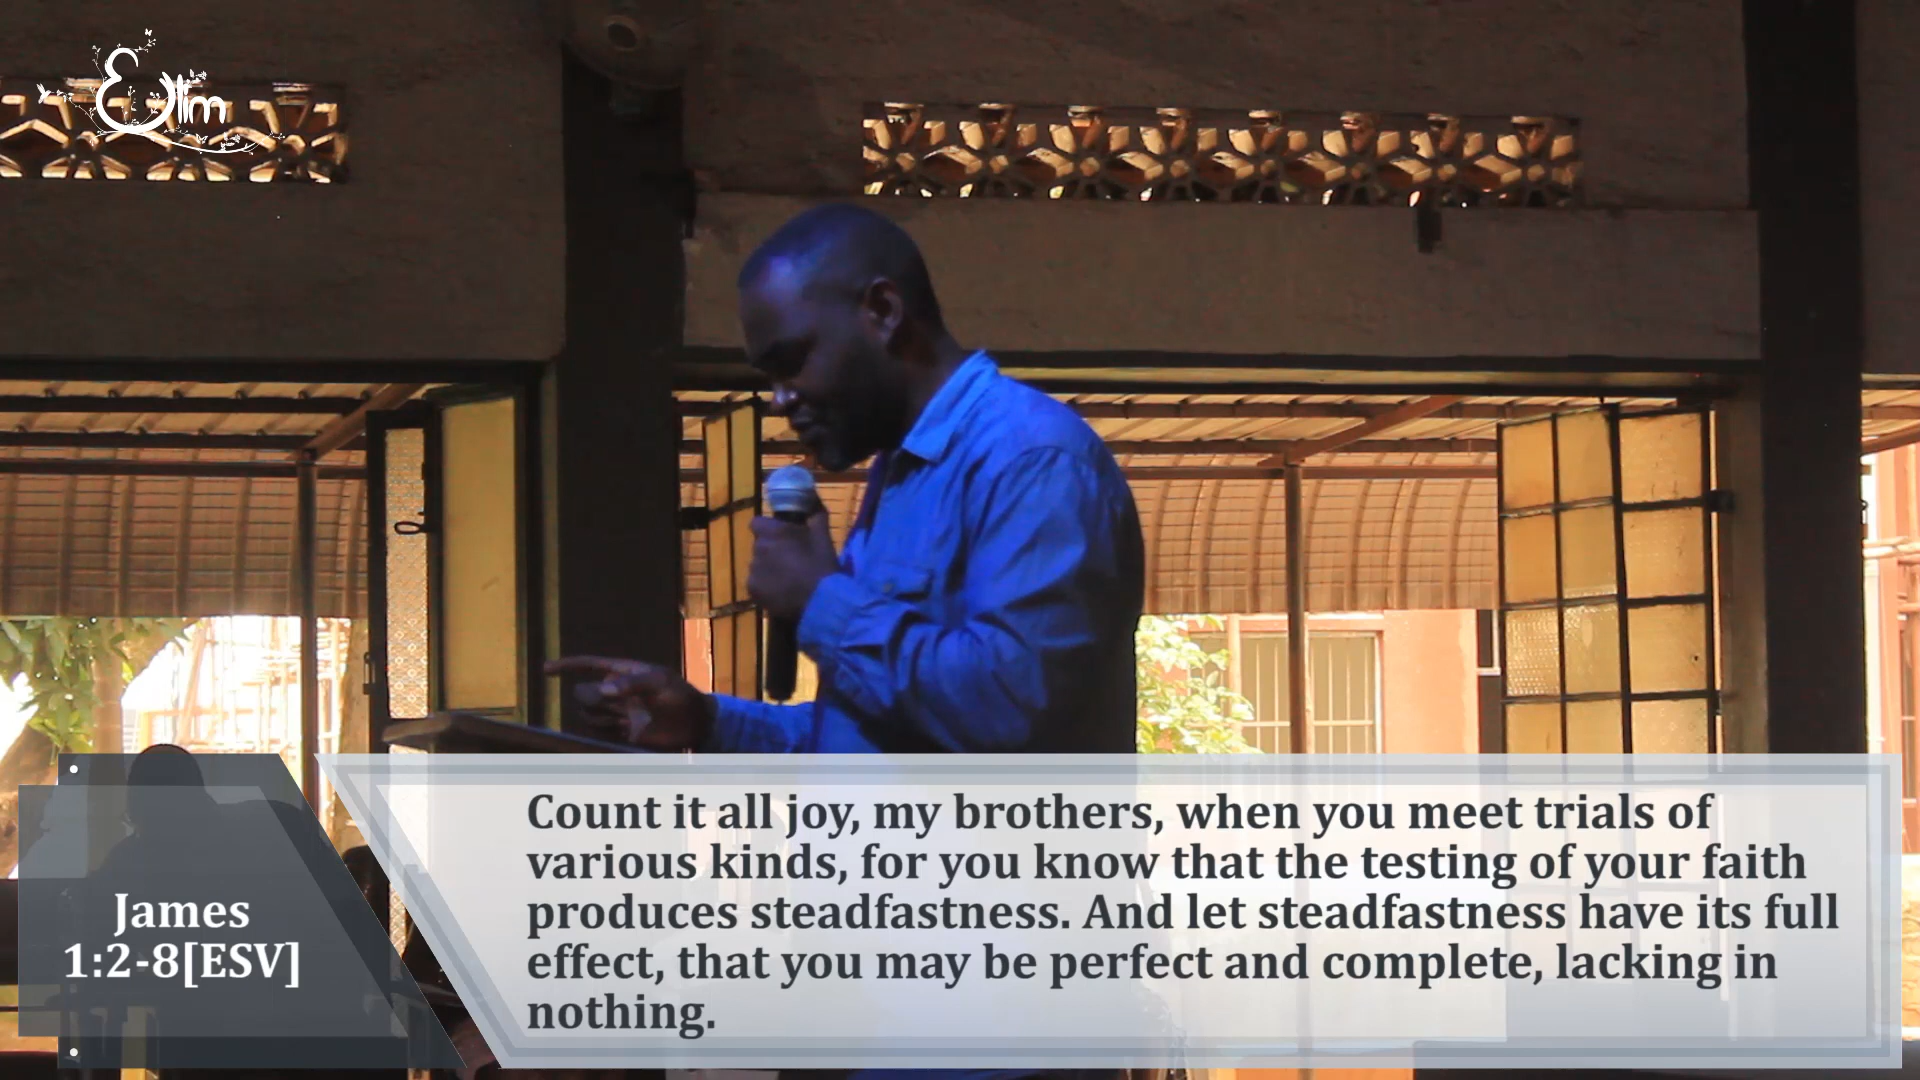 Elim
James
1:2-8[ESV]
Count it all joy, my brothers, when you meet trials of
various kinds, for you know that the testing of your faith
produces steadfastness. And let steadfastness have its full
effect, that you may be perfect and complete, lacking in
nothing.